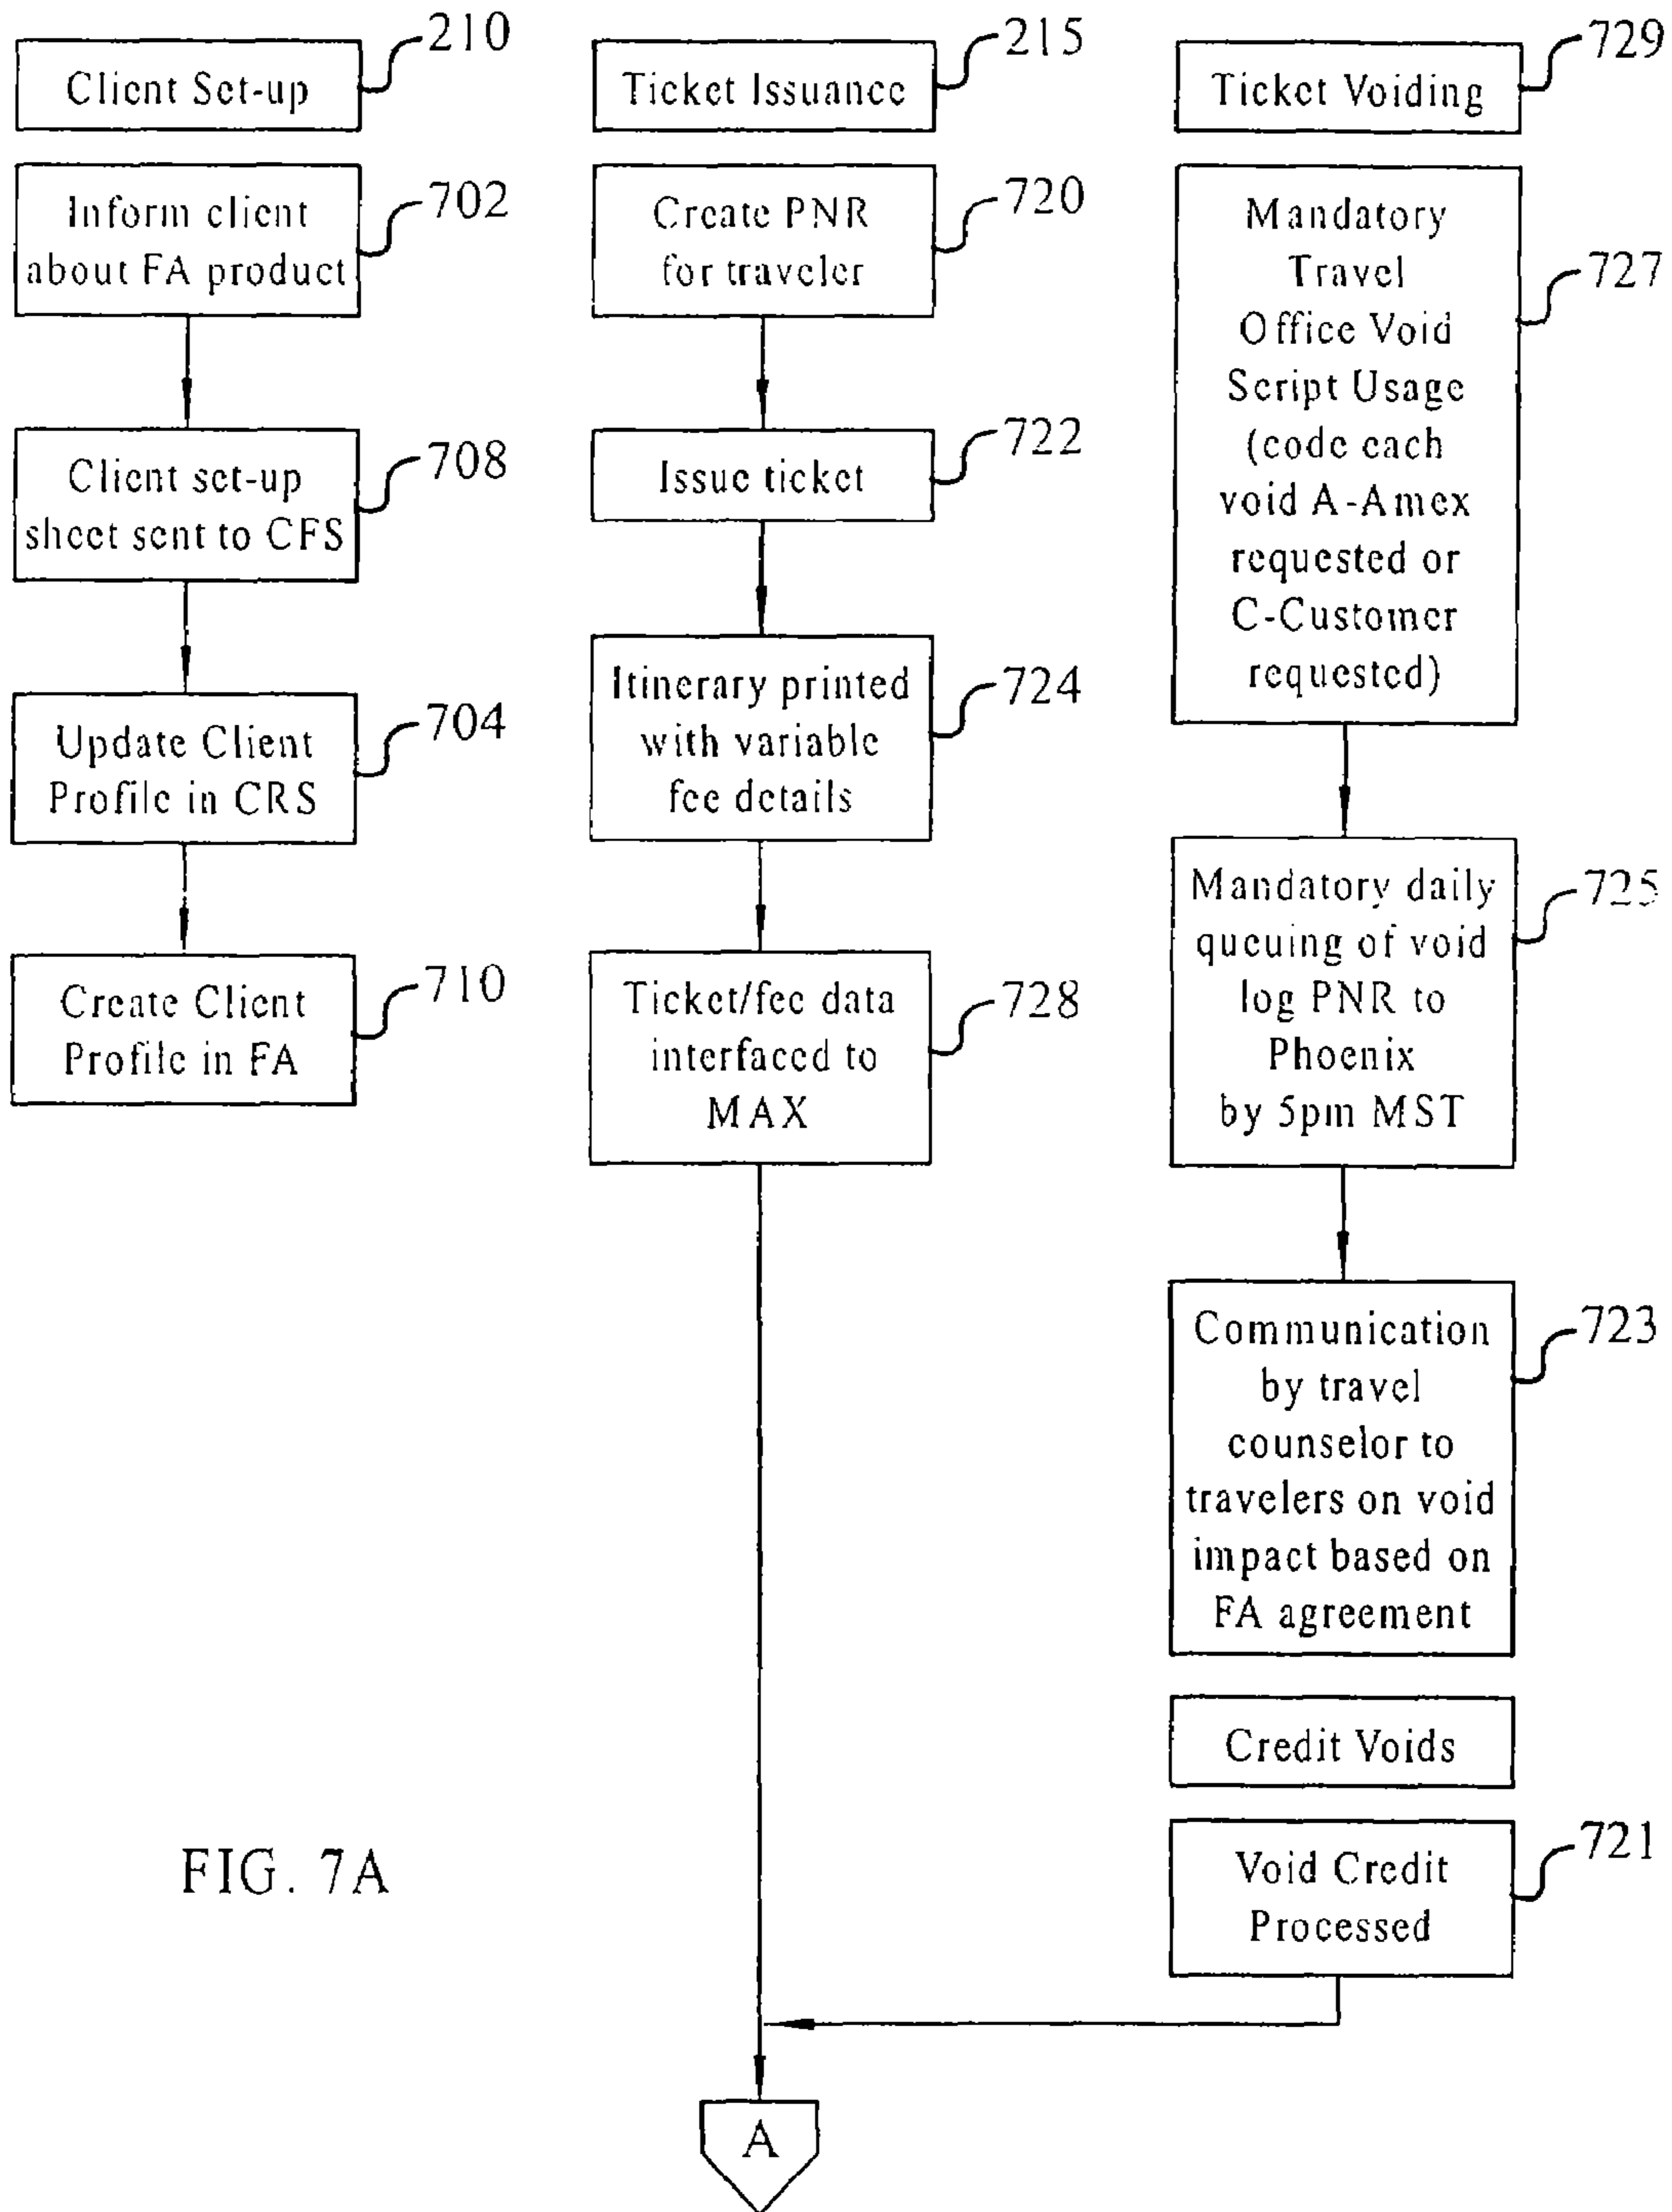 210
Client Set-up
702
Inform client
about FA product
708
Client set-up
sheet sent to CFS
704
Update Client
Profile in CRS
710
Create Client
Profile in FA
215
Ticket Issuance
720
Create PNR
for traveler
722
Issue ticket
724
Itinerary printed
with variable
fee details
728
Ticket/fee data
interfaced to
MAX
729
Ticket Voiding
727
Mandatory
Travel
Office Void
Script Usage
(code each
void A-Amex
requested or
C-Customer
requested)
725
Mandatory daily
queuing of void
log PNR to
Phoenix
by 5pm MST
723
Communication
by travel
counselor to
travelers on void
impact based on
FA agreement
Credit Voids
721
Void Credit
Processed
FIG. 7A
A